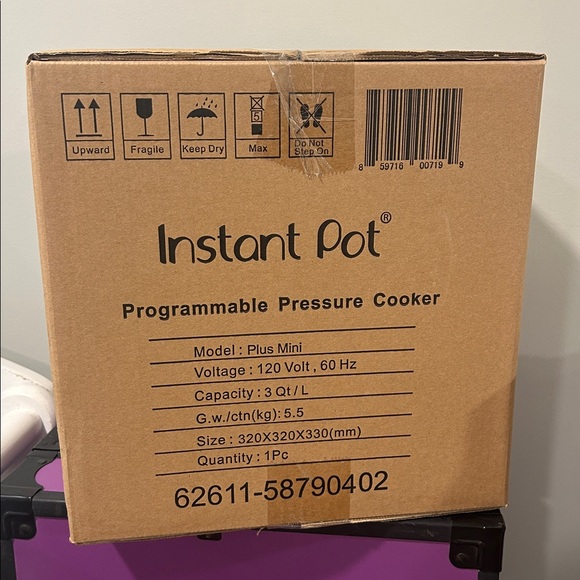 5
Upward Fragile Keep Dry Max Do Not Step On
8 59716 00719 9
Instant Pot®
Programmable Pressure Cooker
Model : Plus Mini
Voltage : 120 Volt , 60 Hz
Capacity : 3 Qt / L
G.w./ctn(kg): 5.5
Size : 320X320X330(mm)
Quantity : 1Pc
62611-58790402